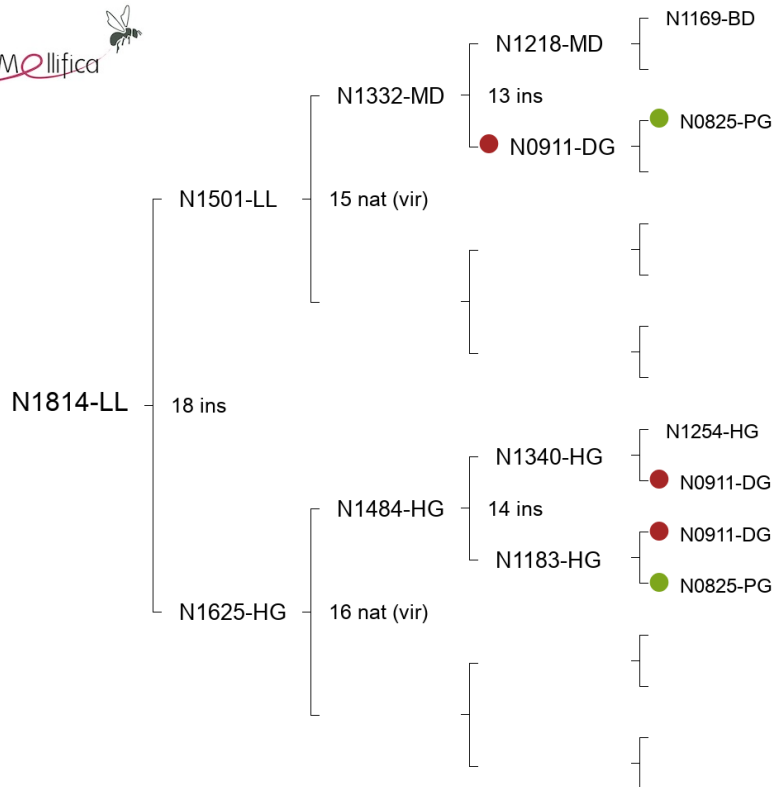 Mellifica
N1169-BD
N1218-MD
N1332-MD
13 ins
N0825-PG
N0911-DG
N1501-LL
15 nat (vir)
N1814-LL
18 ins
N1254-HG
N1340-HG
N0911-DG
N1484-HG
14 ins
N0911-DG
N1183-HG
N0825-PG
N1625-HG
16 nat (vir)